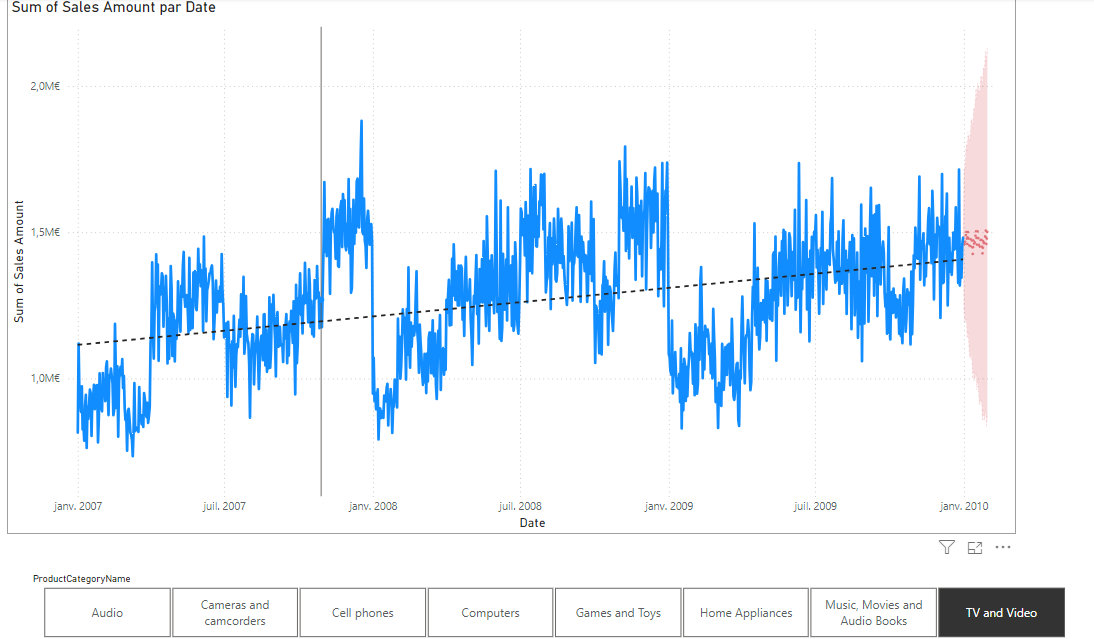 Sum of Sales Amount par Date
Sum of Sales Amount
2,0M€
1,5M€
1,0M€
janv. 2007
juil. 2007
janv. 2008
juil. 2008
janv. 2009
juil. 2009
janv. 2010
Date
ProductCategoryName
Audio
Cameras and
camcorders
Cell phones
Computers
Games and Toys
Home Appliances
Music, Movies and
Audio Books
TV and Video